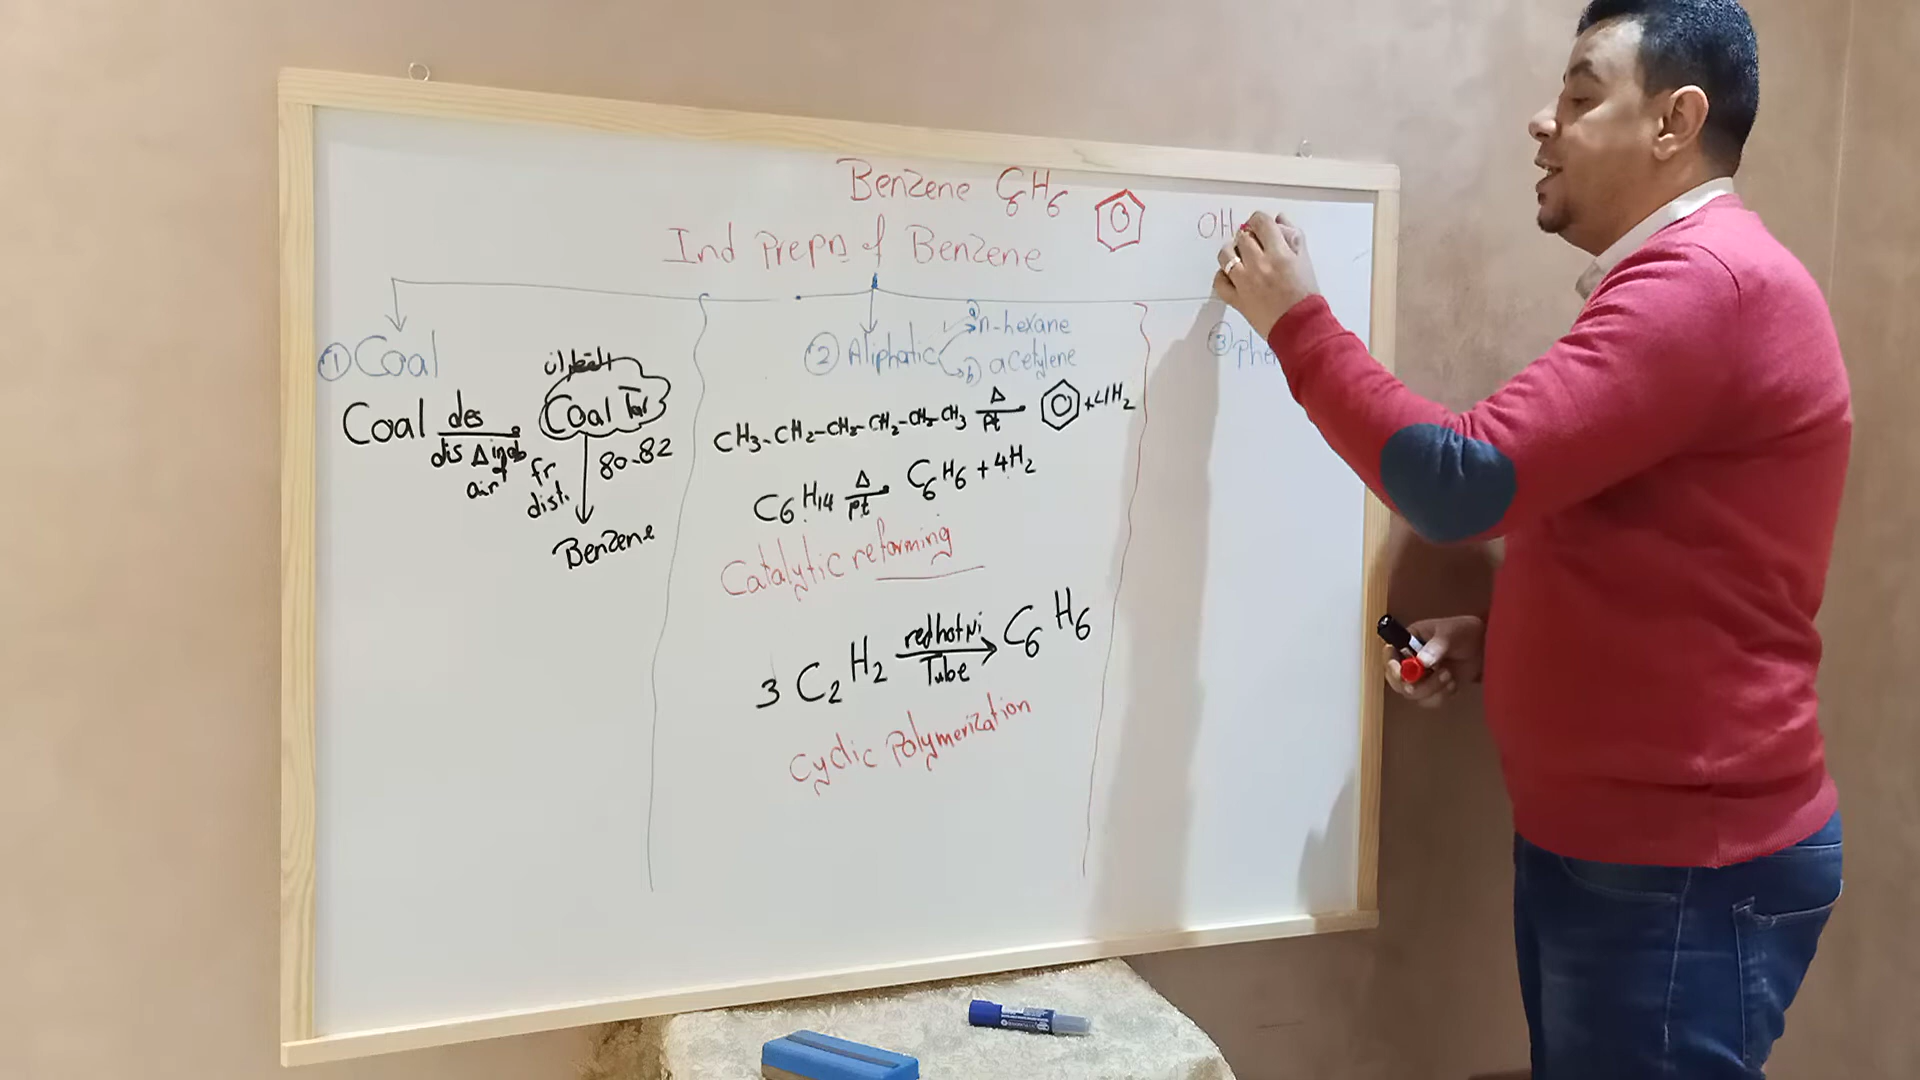 Benzene C6H6
OH
Ind Prepn of Benzene
① Coal
القطران
Coal des Coal Tar
dis Δ in ab
air
fr
dist.
80-82
Benzene
② Aliphatic
a n-hexane
b) acetylene
CH3-CH2-CH2-CH2-CH2-CH3 Δ Pt + 4H2
C6H14 Δ Pt C6H6 + 4H2
Catalytic reforming
3 C2H2 red hot Ni Tube C6H6
Cyclic Polymerization
③